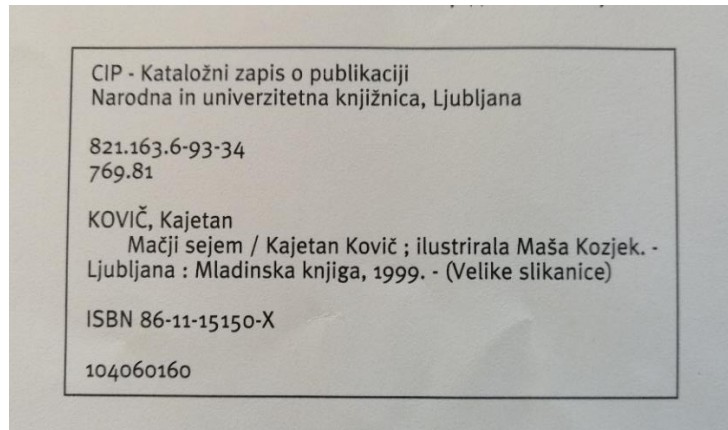 CIP - Kataložni zapis o publikaciji
Narodna in univerzitetna knjižnica, Ljubljana
821.163.6-93-34
769.81
KOVIČ, Kajetan
Mačji sejem / Kajetan Kovič ; ilustrirala Maša Kozjek. -
Ljubljana : Mladinska knjiga, 1999. - (Velike slikanice)
ISBN 86-11-15150-X
104060160